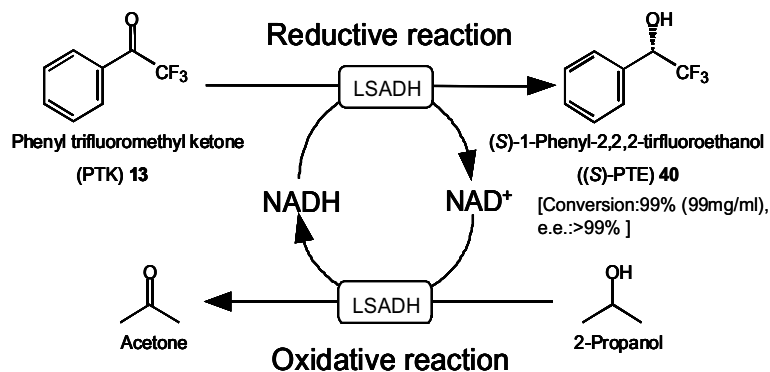 Reductive reaction
O
CF3
LSADH
OH
CF3
Phenyl trifluoromethyl ketone
(PTK) 13
(S)-1-Phenyl-2,2,2-tirfluoroethanol
((S)-PTE) 40
[Conversion:99% (99mg/ml),
e.e.:>99% ]
NADH
NAD+
O
Acetone
LSADH
OH
2-Propanol
Oxidative reaction